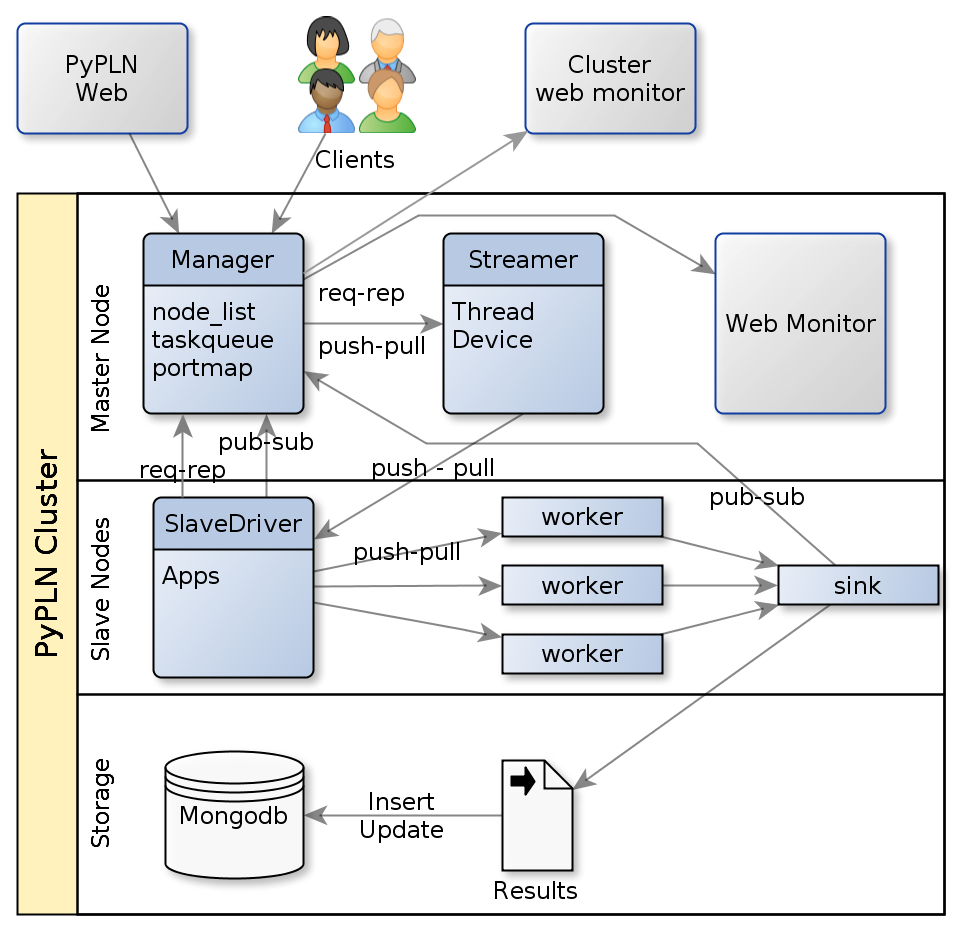 PyPLN
Web
Clients
Cluster
web monitor
PyPLN Cluster
Master Node
Manager
node_list
taskqueue
portmap
req-rep
push-pull
Streamer
Thread
Device
Web Monitor
req-rep
pub-sub
push - pull
pub-sub
Slave Nodes
SlaveDriver
Apps
push-pull
worker
worker
worker
sink
Storage
Mongodb
Insert
Update
Results